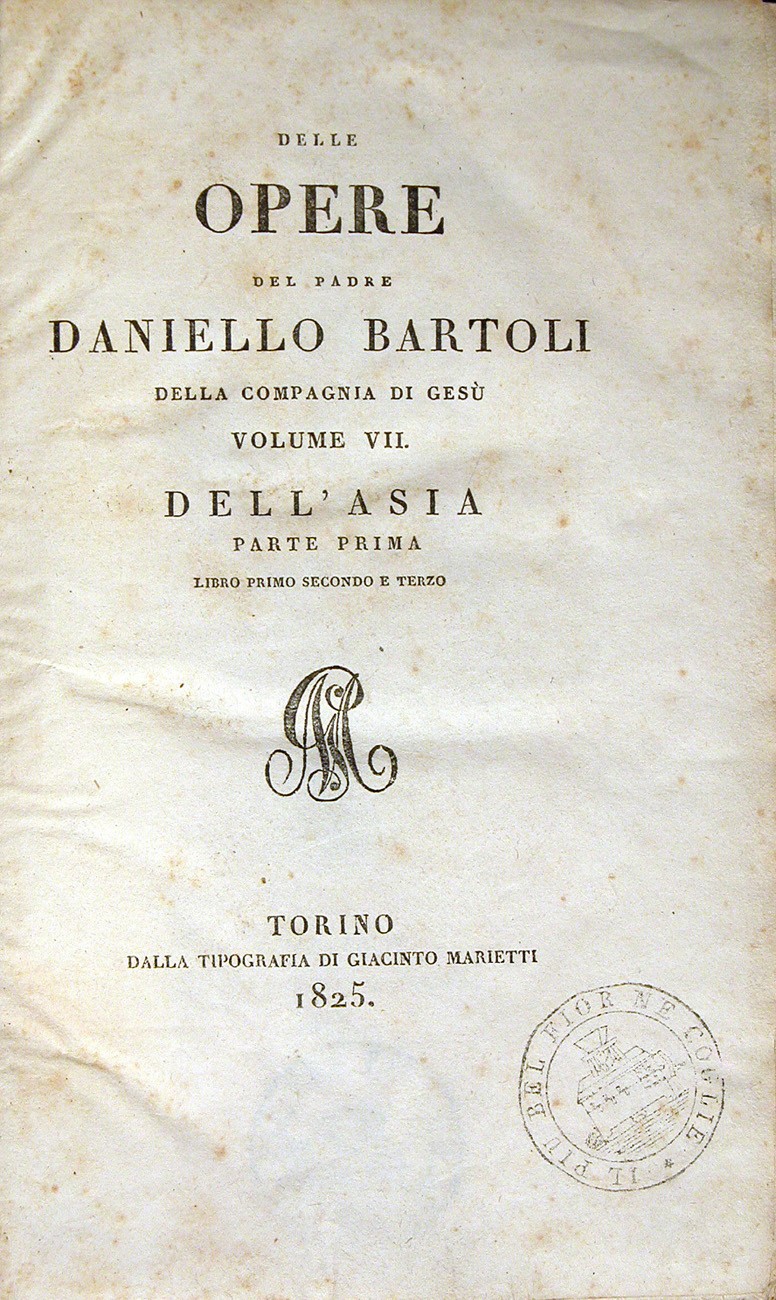 DELLE
OPERE
DEL PADRE
DANIELLO BARTOLI
DELLA COMPAGNIA DI GESÙ
VOLUME VII.
DELL'ASIA
PARTE PRIMA
LIBRO PRIMO SECONDO E TERZO
GM
TORINO
DALLA TIPOGRAFIA DI GIACINTO MARIETTI
1825.
IL PIU BEL FIOR NE COGLIE *